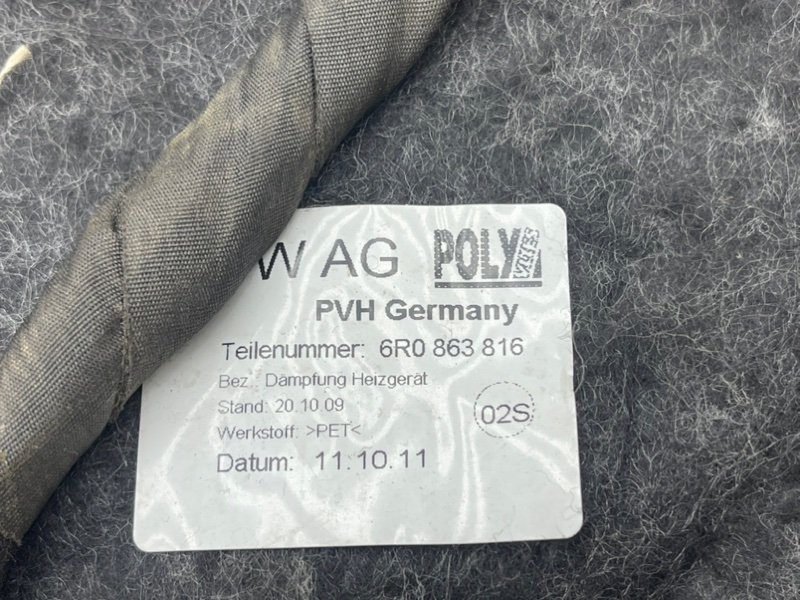 W AG POLY
PVH Germany
Teilenummer: 6R0 863 816
Bez.: Dämpfung Heizgerät
Stand: 20.10.09
02S
Werkstoff: >PET<
Datum: 11.10.11